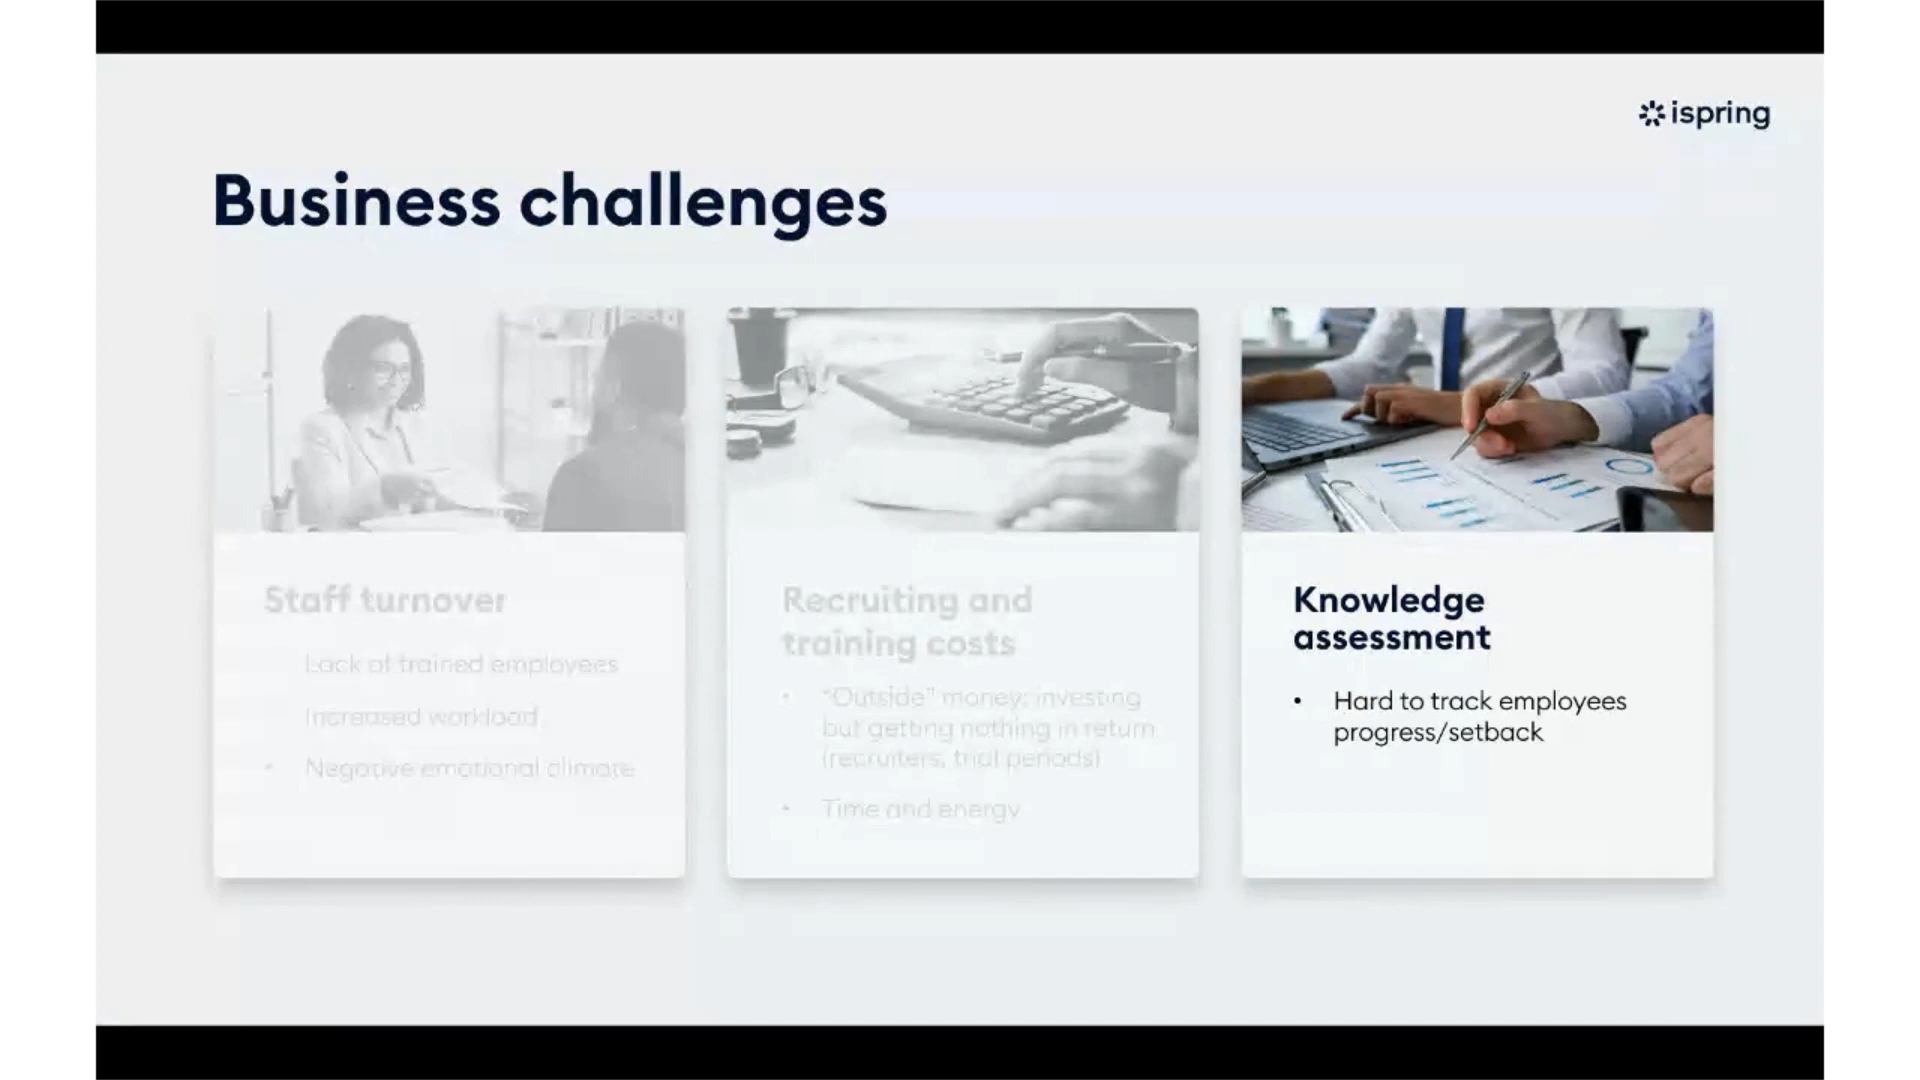 ispring
Business challenges
Staff turnover
Lack of trained employees
Increased workload
• Negative emotional climate
Recruiting and
training costs
• "Outside" money: investing
but getting nothing in return
(recruiters, trial periods)
• Time and energy
Knowledge
assessment
• Hard to track employees
progress/setback